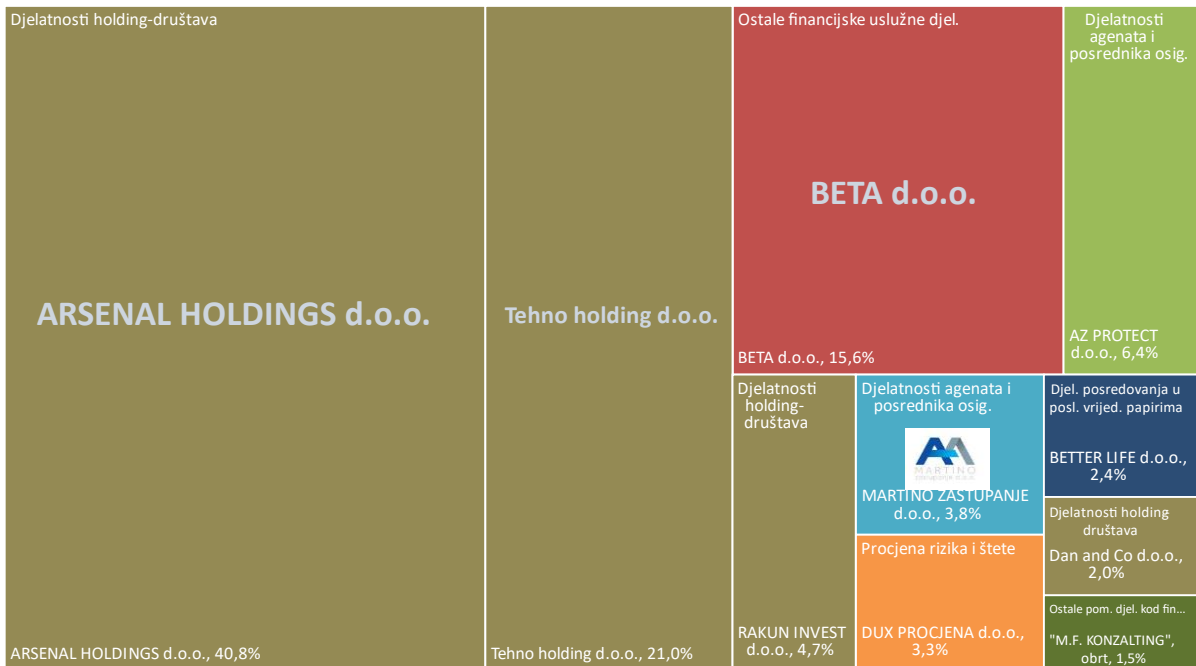 Djelatnosti holding-društava
ARSENAL HOLDINGS d.o.o.
ARSENAL HOLDINGS d.o.o., 40,8%
Tehno holding d.o.o.
Tehno holding d.o.o., 21,0%
Ostale financijske uslužne djel.
BETA d.o.o.
BETA d.o.o., 15,6%
Djelatnosti
agenata i
posrednika osig.
AZ PROTECT
d.o.o., 6,4%
Djelatnosti
holding-
društava
RAKUN INVEST
d.o.o., 4,7%
Djelatnosti agenata i
posrednika osig.
MARTINO
MARTINO ZASTUPANJE
d.o.o., 3,8%
Procjena rizika i štete
DUX PROCJENA d.o.o.,
3,3%
Djel. posredovanja u
posl. vrijed. papirima
BETTER LIFE d.o.o.,
2,4%
Djelatnosti holding
društava
Dan and Co d.o.o.,
2,0%
Ostale pom. djel. kod fin...
"M.F. KONZALTING",
obrt, 1,5%